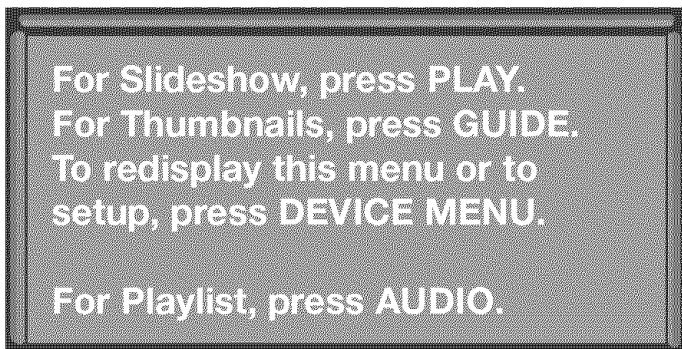 For Slideshow, press PLAY.
For Thumbnails, press GUIDE.
To redisplay this menu or to
setup, press DEVICE MENU.
For Playlist, press AUDIO.